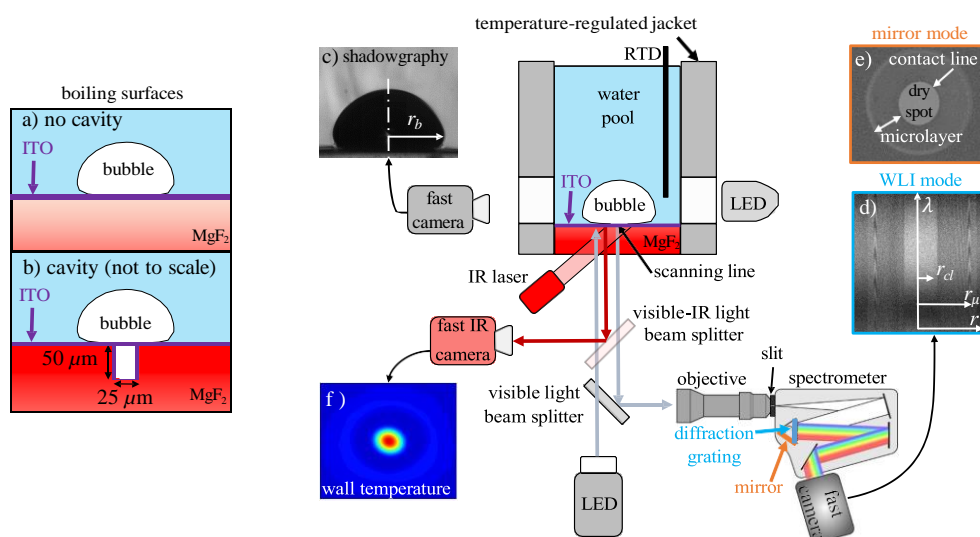 boiling surfaces
a) no cavity
ITO
bubble
MgF2
b) cavity (not to scale)
ITO
bubble
50 μm
25 μm
MgF2
c) shadowgraphy
r_b
fast
camera
temperature-regulated jacket
RTD
water
pool
ITO
bubble
MgF2
LED
IR laser
scanning line
fast IR
camera
visible-IR light
beam splitter
visible light
beam splitter
f )
wall temperature
LED
objective
slit
spectrometer
diffraction
grating
mirror
fast
camera
mirror mode
e)
contact line
dry
spot
microlayer
WLI mode
d)
λ
r_cl
r_μ
r